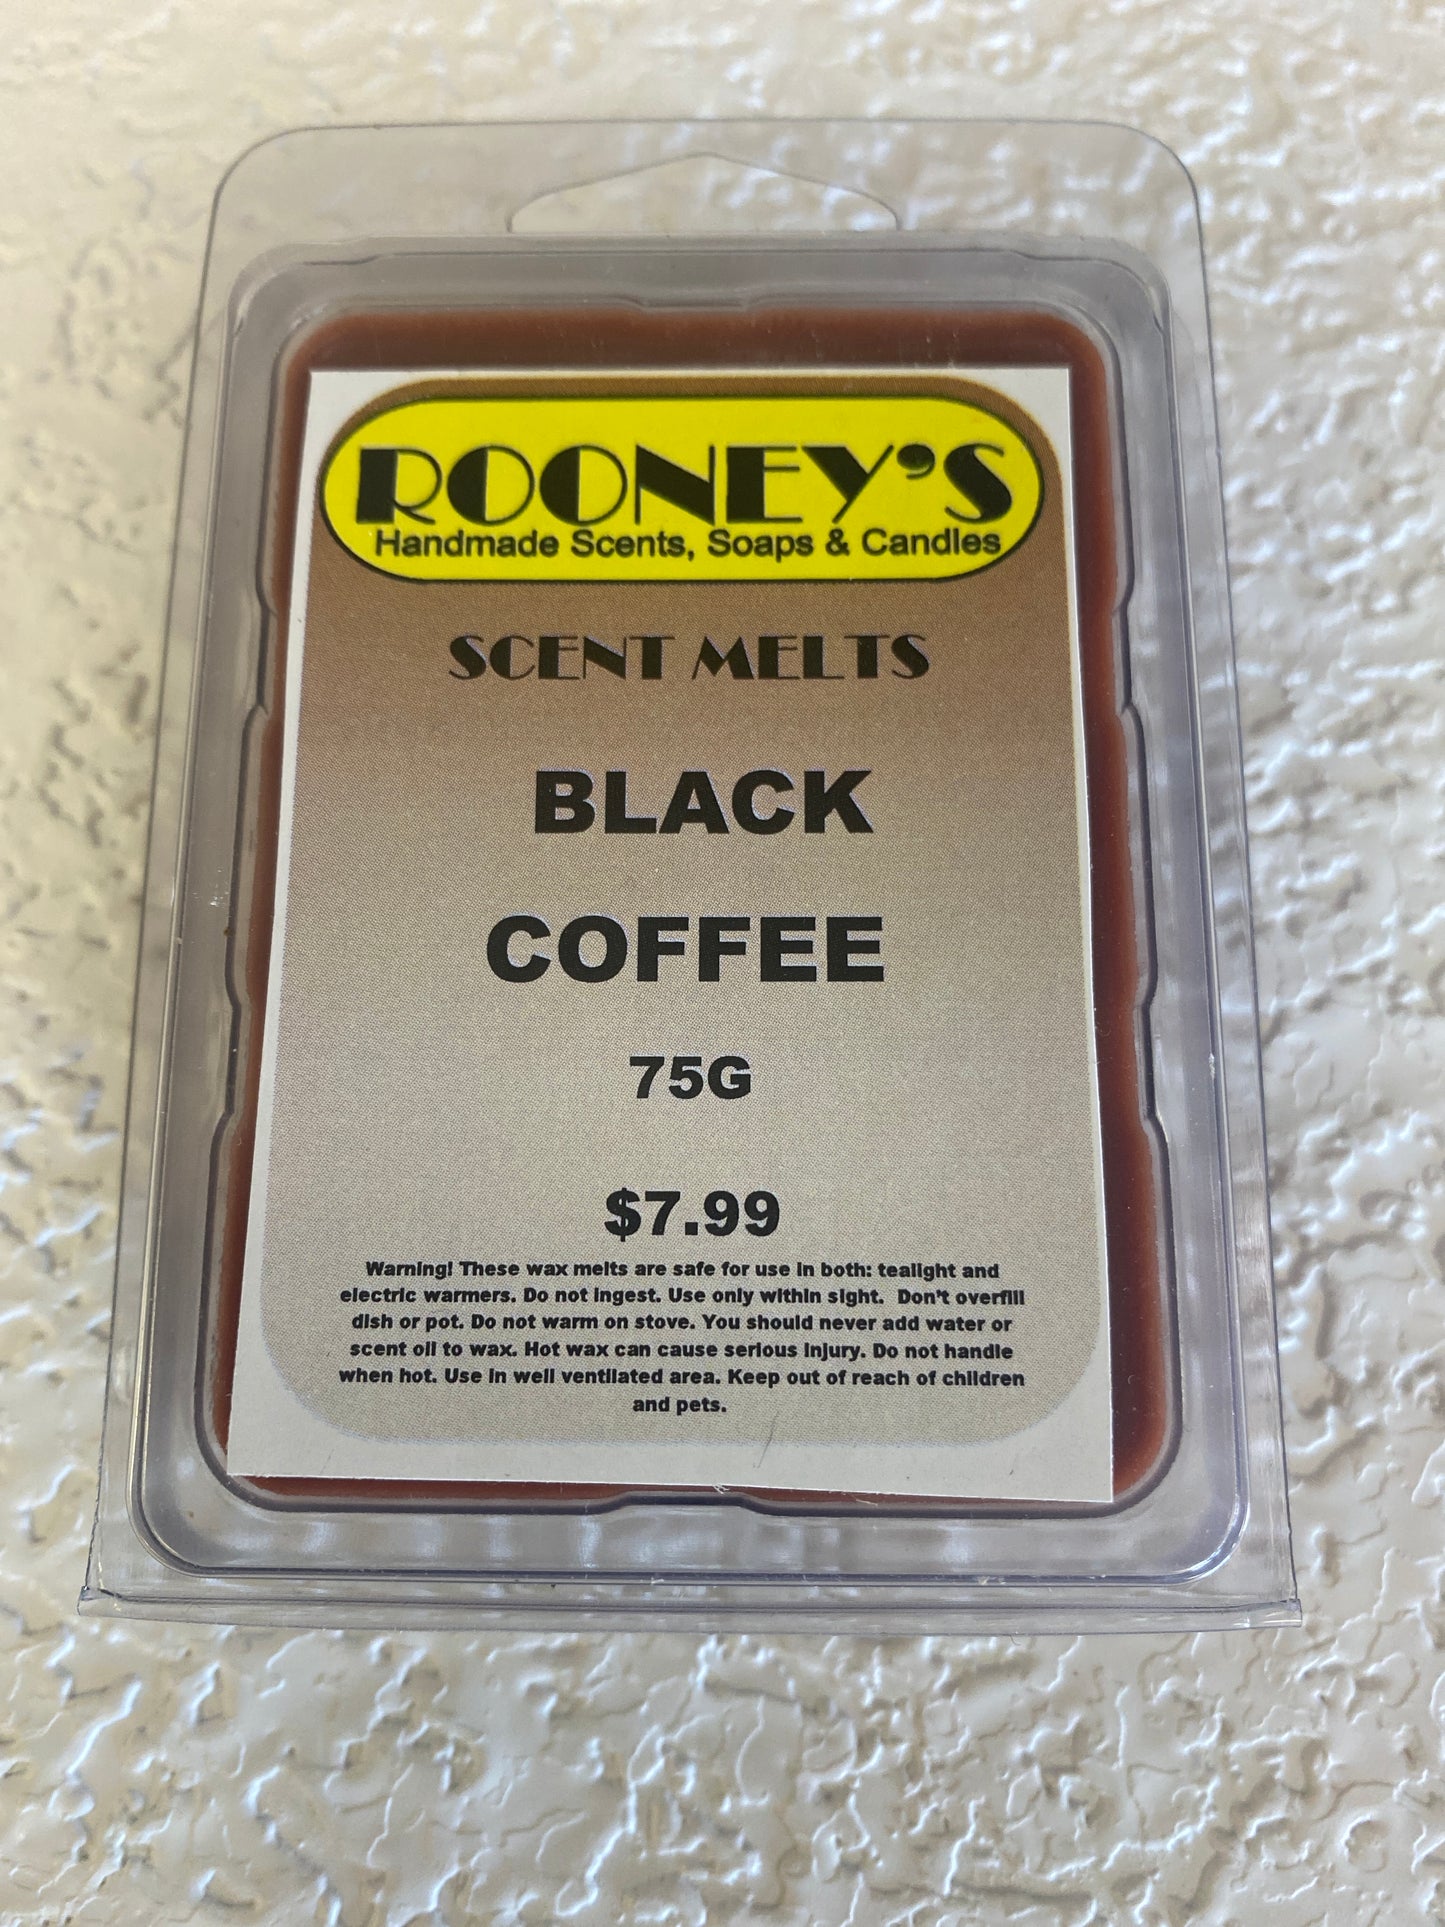 ROONEY'S
Handmade Scents, Soaps & Candles
SCENT MELTS
BLACK
COFFEE
75G
$7.99
Warning! These wax melts are safe for use in both: tealight and
electric warmers. Do not ingest. Use only within sight.  Don't overfill
dish or pot. Do not warm on stove. You should never add water or
scent oil to wax. Hot wax can cause serious injury. Do not handle
when hot. Use in well ventilated area. Keep out of reach of children
and pets.